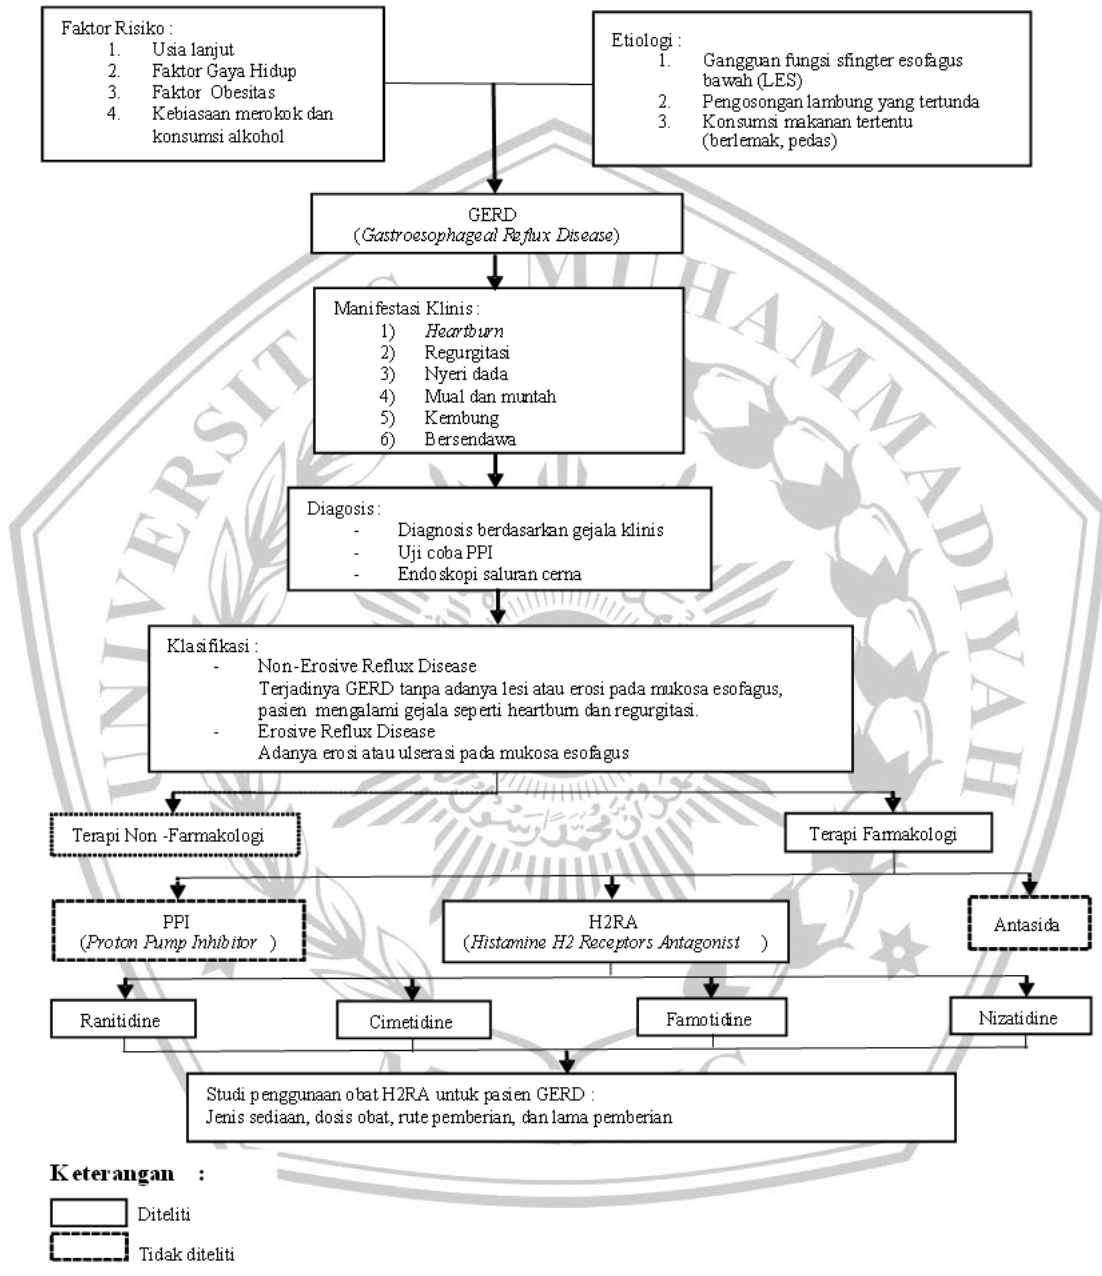 Faktor Risiko :
1. Usia lanjut
2. Faktor Gaya Hidup
3. Faktor Obesitas
4. Kebiasaan merokok dan
konsumsi alkohol
Etiologi :
1. Gangguan fungsi sfingter esofagus
bawah (LES)
2. Pengosongan lambung yang tertunda
3. Konsumsi makanan tertentu
(berlemak, pedas)
GERD
(Gastroesophageal Reflux Disease)
Manifestasi Klinis :
1) Heartburn
2) Regurgitasi
3) Nyeri dada
4) Mual dan muntah
5) Kembung
6) Bersendawa
Diagosis :
- Diagnosis berdasarkan gejala klinis
- Uji coba PPI
- Endoskopi saluran cerna
Klasifikasi :
- Non-Erosive Reflux Disease
Terjadinya GERD tanpa adanya lesi atau erosi pada mukosa esofagus,
pasien mengalami gejala seperti heartburn dan regurgitasi.
- Erosive Reflux Disease
Adanya erosi atau ulserasi pada mukosa esofagus
Terapi Non -Farmakologi
Terapi Farmakologi
PPI
(Proton Pump Inhibitor )
H2RA
(Histamine H2 Receptors Antagonist )
Antasida
Ranitidine
Cimetidine
Famotidine
Nizatidine
Studi penggunaan obat H2RA untuk pasien GERD :
Jenis sediaan, dosis obat, rute pemberian, dan lama pemberian
Keterangan :
Diteliti
Tidak diteliti
UNIVERSITAS MUHAMMADIYAH